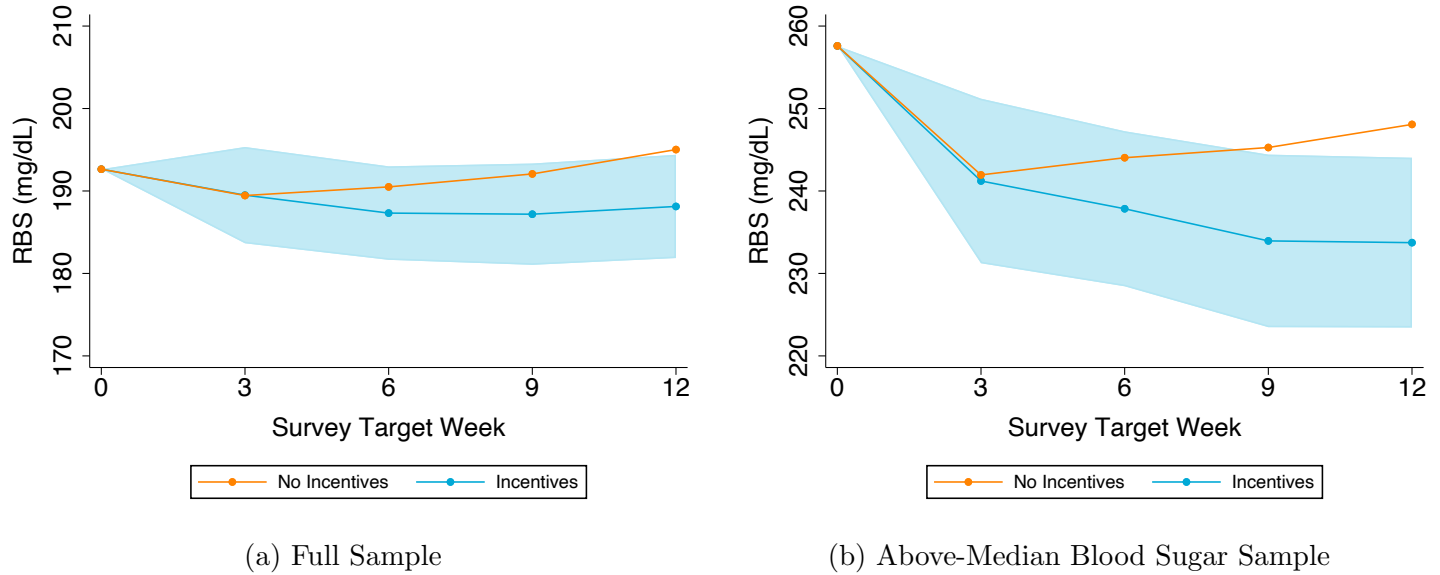 RBS (mg/dL)
210
200
190
180
170
0 3 6 9 12
Survey Target Week
No Incentives Incentives
(a) Full Sample
RBS (mg/dL)
260
250
240
230
220
0 3 6 9 12
Survey Target Week
No Incentives Incentives
(b) Above-Median Blood Sugar Sample